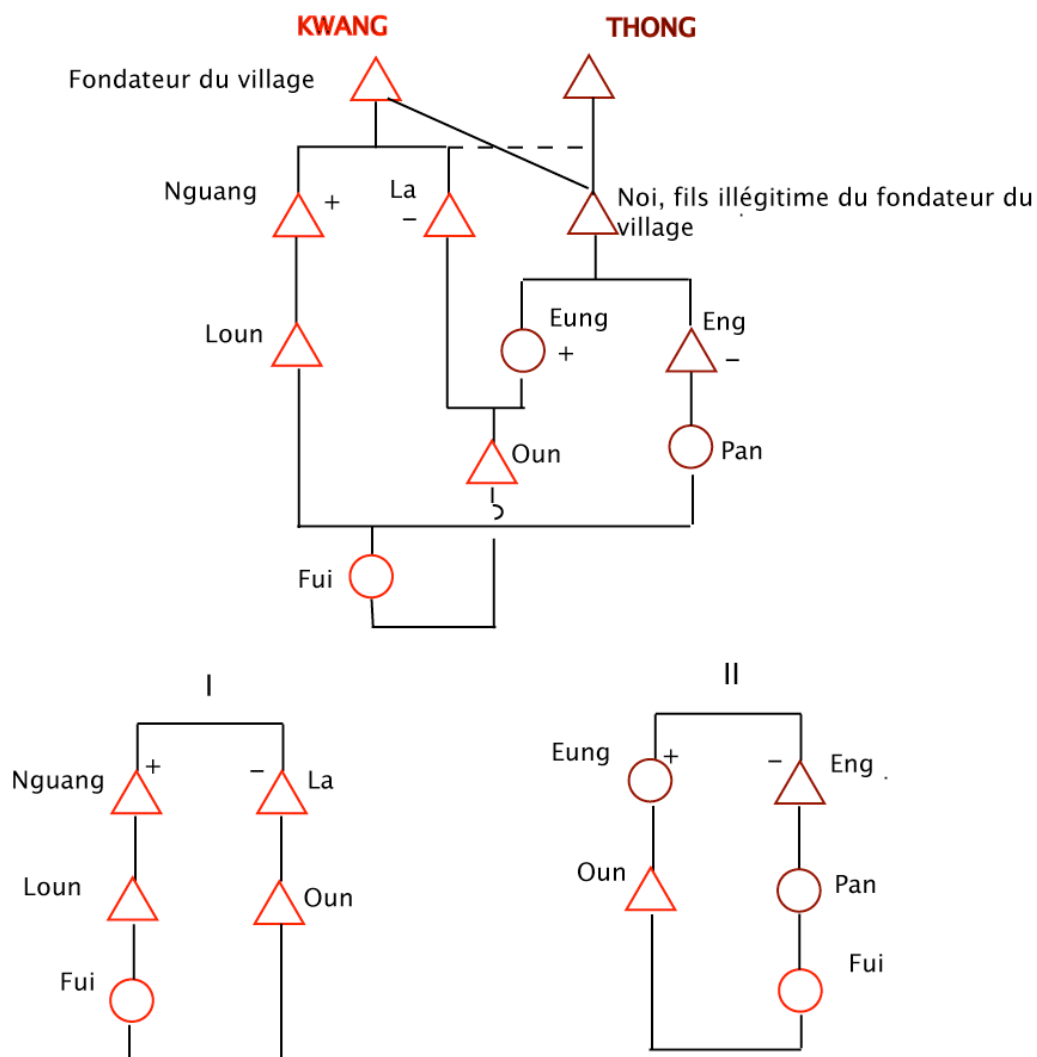 KWANG
THONG
Fondateur du village
Nguang
+
La
–
Noi, fils illégitime du fondateur du
village
Loun
Eung
+
Eng
–
Oun
Pan
Fui
I
II
Nguang
+
–
La
Eung
+
–
Eng
Loun
Oun
Oun
Pan
Fui
Fui